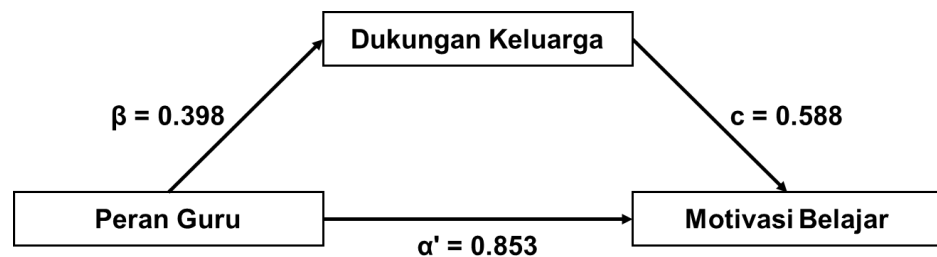 Dukungan Keluarga
β = 0.398
c = 0.588
Peran Guru
Motivasi Belajar
α' = 0.853